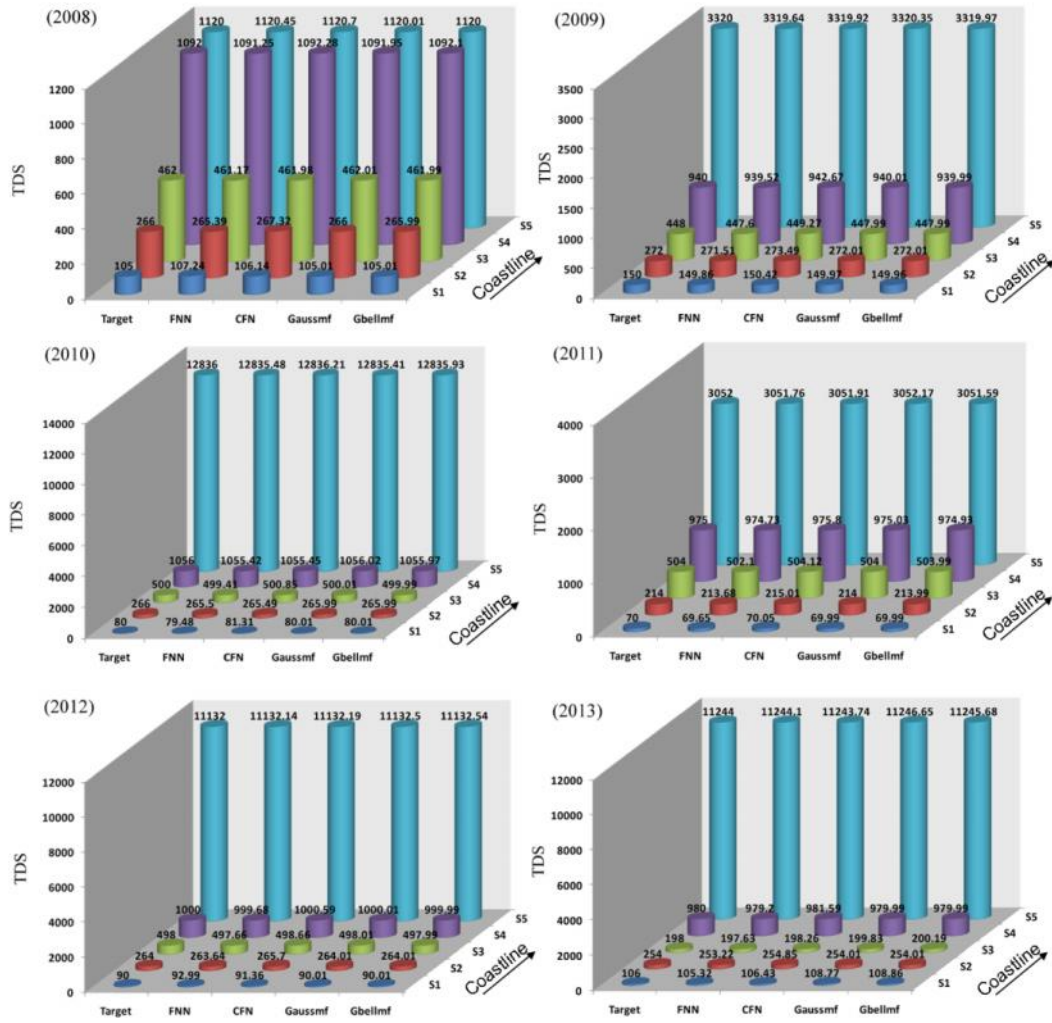 (2008)
1120 1120.45 1120.7 1120.01 1120
1092 1091.25 1092.28 1091.95 1092.1
462 461.17 461.98 462.01 461.99
266 265.39 267.32 266 265.99
105 107.24 106.14 105.01 105.01
1200
1000
800
600
400
200
0
TDS
Target FNN CFN Gaussmf Gbellmf
S1 S2 S3 S4 S5
Coastline
(2009)
3320 3319.64 3319.92 3320.35 3319.97
940 939.52 942.67 940.01 939.99
448 447.6 449.27 447.99 447.99
272 271.51 273.49 272.01 272.01
150 149.86 150.42 149.97 149.96
3500
3000
2500
2000
1500
1000
500
0
TDS
Target FNN CFN Gaussmf Gbellmf
S1 S2 S3 S4 S5
Coastline
(2010)
12836 12835.48 12836.21 12835.41 12835.93
1056 1055.42 1055.45 1056.02 1055.97
500 499.41 500.85 500.01 499.99
266 265.5 265.49 265.99 265.99
80 79.48 81.31 80.01 80.01
14000
12000
10000
8000
6000
4000
2000
0
TDS
Target FNN CFN Gaussmf Gbellmf
S1 S2 S3 S4 S5
Coastline
(2011)
3052 3051.76 3051.91 3052.17 3051.59
975 974.73 975.8 975.03 974.93
504 502.1 504.12 504 503.99
214 213.68 215.01 214 213.99
70 69.65 70.05 69.99 69.99
4000
3000
2000
1000
0
TDS
Target FNN CFN Gaussmf Gbellmf
S1 S2 S3 S4 S5
Coastline
(2012)
11132 11132.14 11132.19 11132.5 11132.54
1000 999.68 1000.59 1000.01 999.99
498 497.66 498.66 498.01 497.99
264 263.64 265.7 264.01 264.01
90 92.99 91.36 90.01 90.01
12000
10000
8000
6000
4000
2000
0
TDS
Target FNN CFN Gaussmf Gbellmf
S1 S2 S3 S4 S5
Coastline
(2013)
11244 11244.1 11243.74 11246.65 11245.68
980 979.2 981.59 979.99 979.99
198 197.63 198.26 199.83 200.19
254 253.22 254.85 254.01 254.01
106 105.32 106.43 108.77 108.86
12000
10000
8000
6000
4000
2000
0
TDS
Target FNN CFN Gaussmf Gbellmf
S1 S2 S3 S4 S5
Coastline